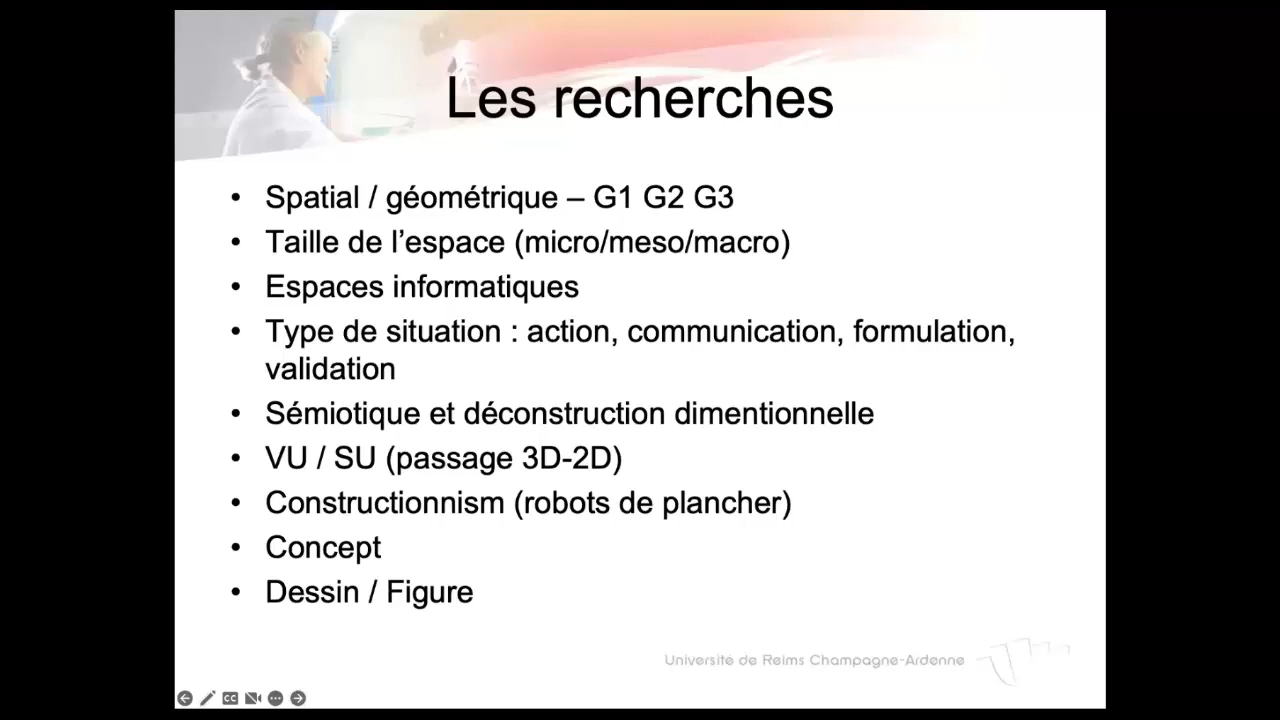 Les recherches
• Spatial / géométrique – G1 G2 G3
• Taille de l’espace (micro/meso/macro)
• Espaces informatiques
• Type de situation : action, communication, formulation,
validation
• Sémiotique et déconstruction dimentionnelle
• VU / SU (passage 3D-2D)
• Constructionnism (robots de plancher)
• Concept
• Dessin / Figure
Université de Reims Champagne-Ardenne
CC